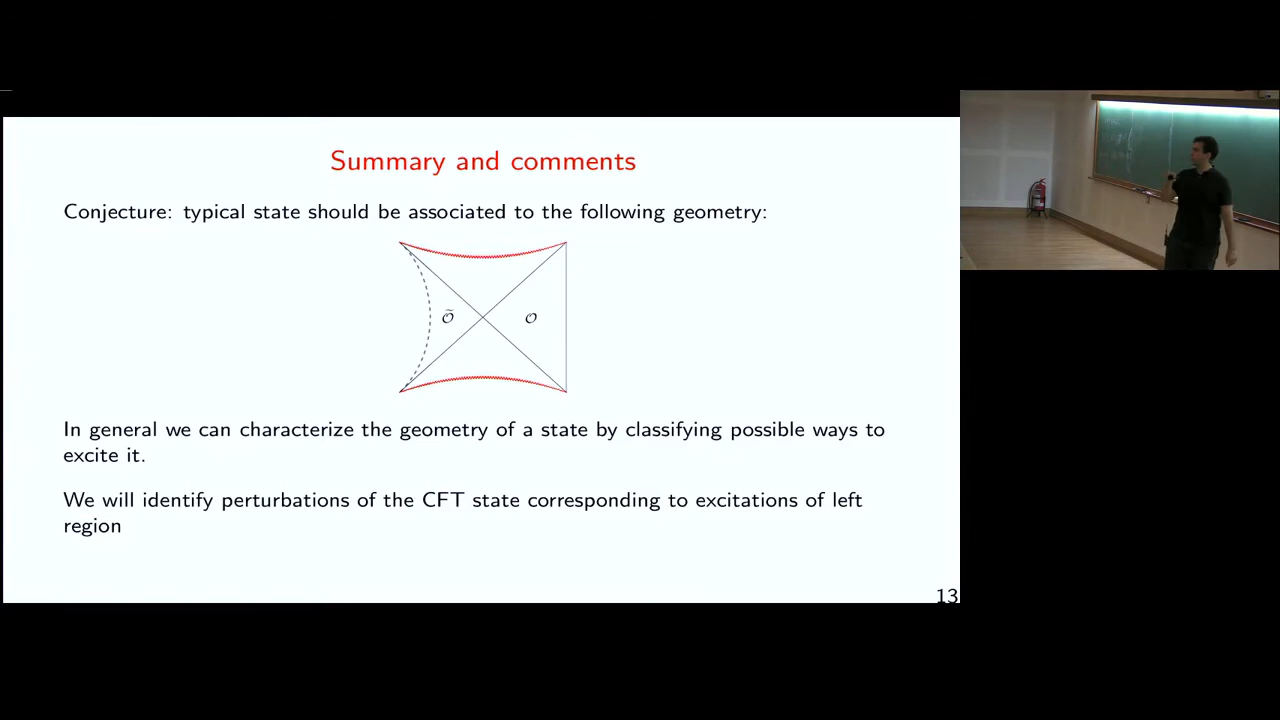 Summary and comments
Conjecture: typical state should be associated to the following geometry:
Õ O
In general we can characterize the geometry of a state by classifying possible ways to
excite it.
We will identify perturbations of the CFT state corresponding to excitations of left
region
13